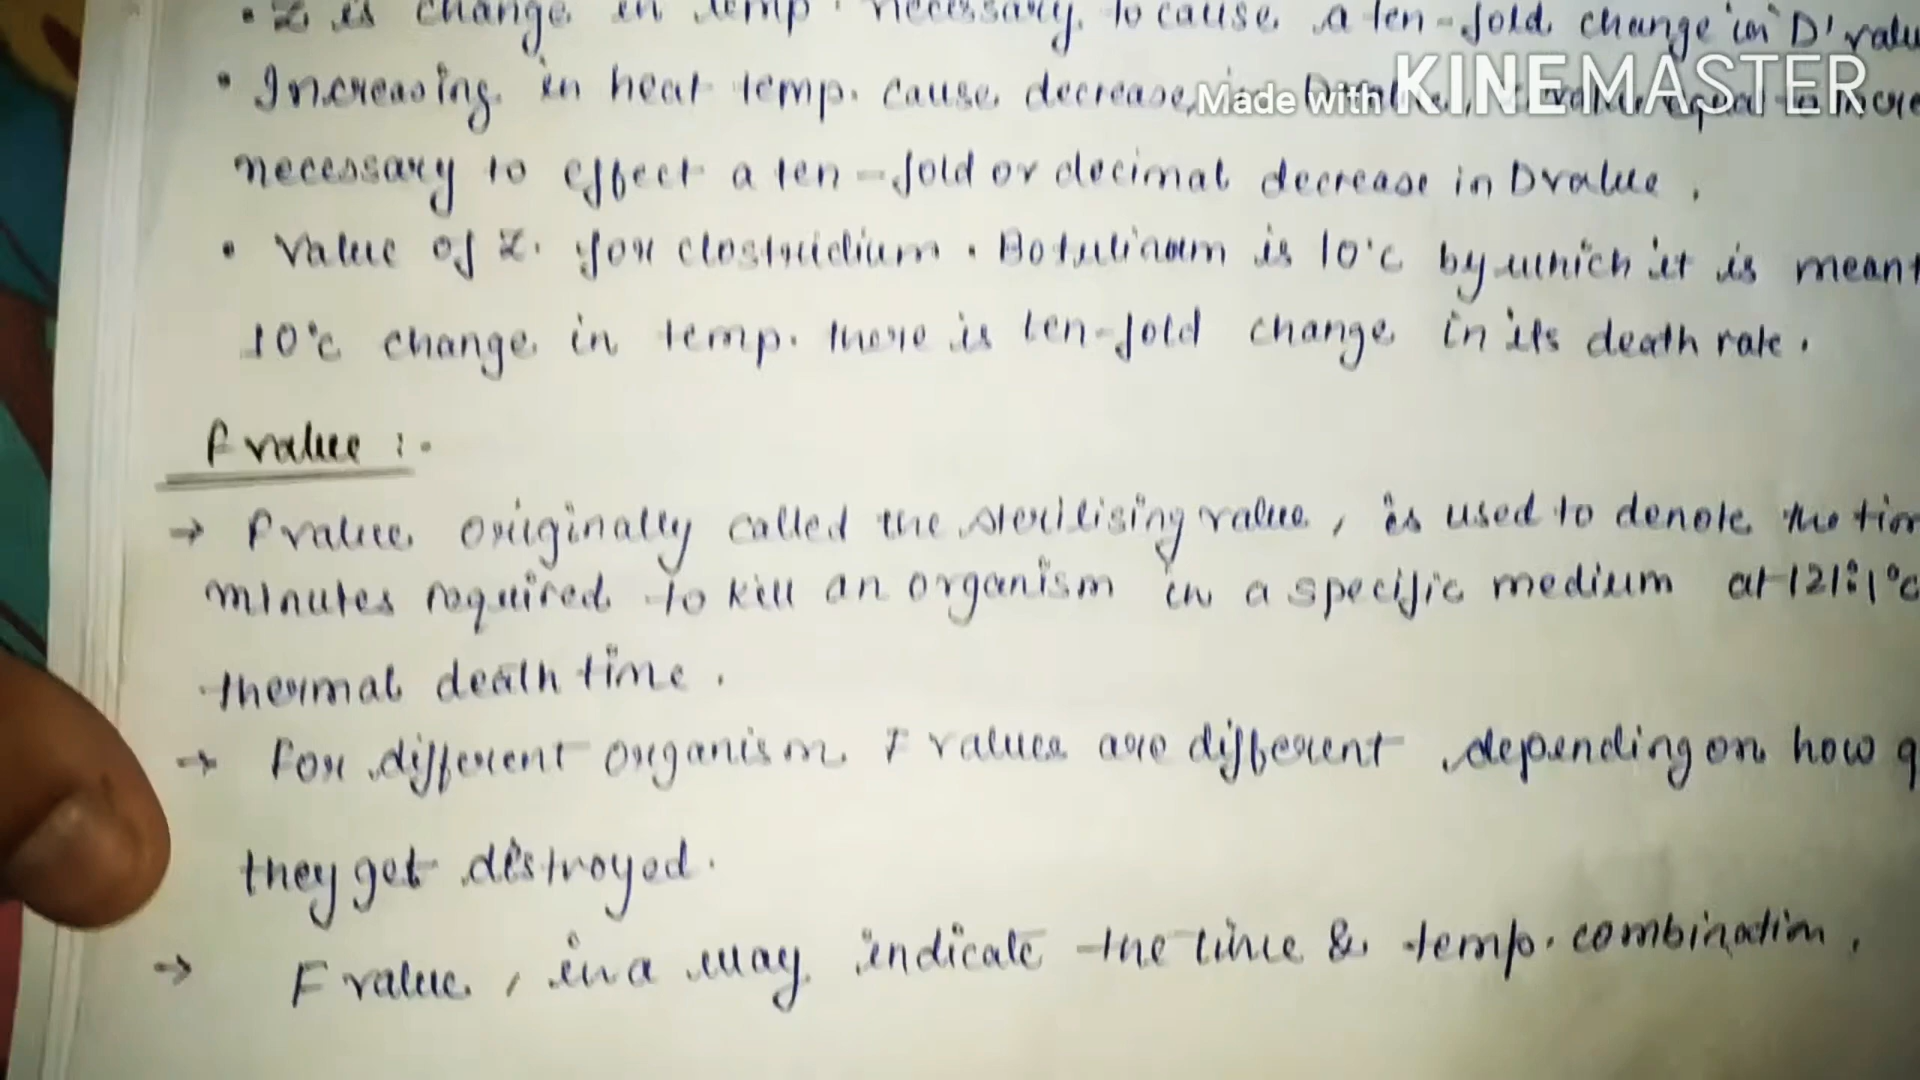 • Z is change in temp. necessary to cause a ten-fold change in D' valu
• Increasing in heat temp. cause decrease
Made with KINEMASTER
necessary to effect a ten-fold or decimal decrease in Dvalue.
• Value of Z. for clostridium. Botulinum is 10°c by which it is meant
10°c change in temp. there is ten-fold change in its death rate.
F value :-
→ F value originally called the sterilising value, is used to denote the tim
minutes required to kill an organism in a specific medium at 121.1°c
thermal death time.
→ For different organism F values are different depending on how q
they get destroyed.
→ F value, in a way indicate the time & temp. combination.